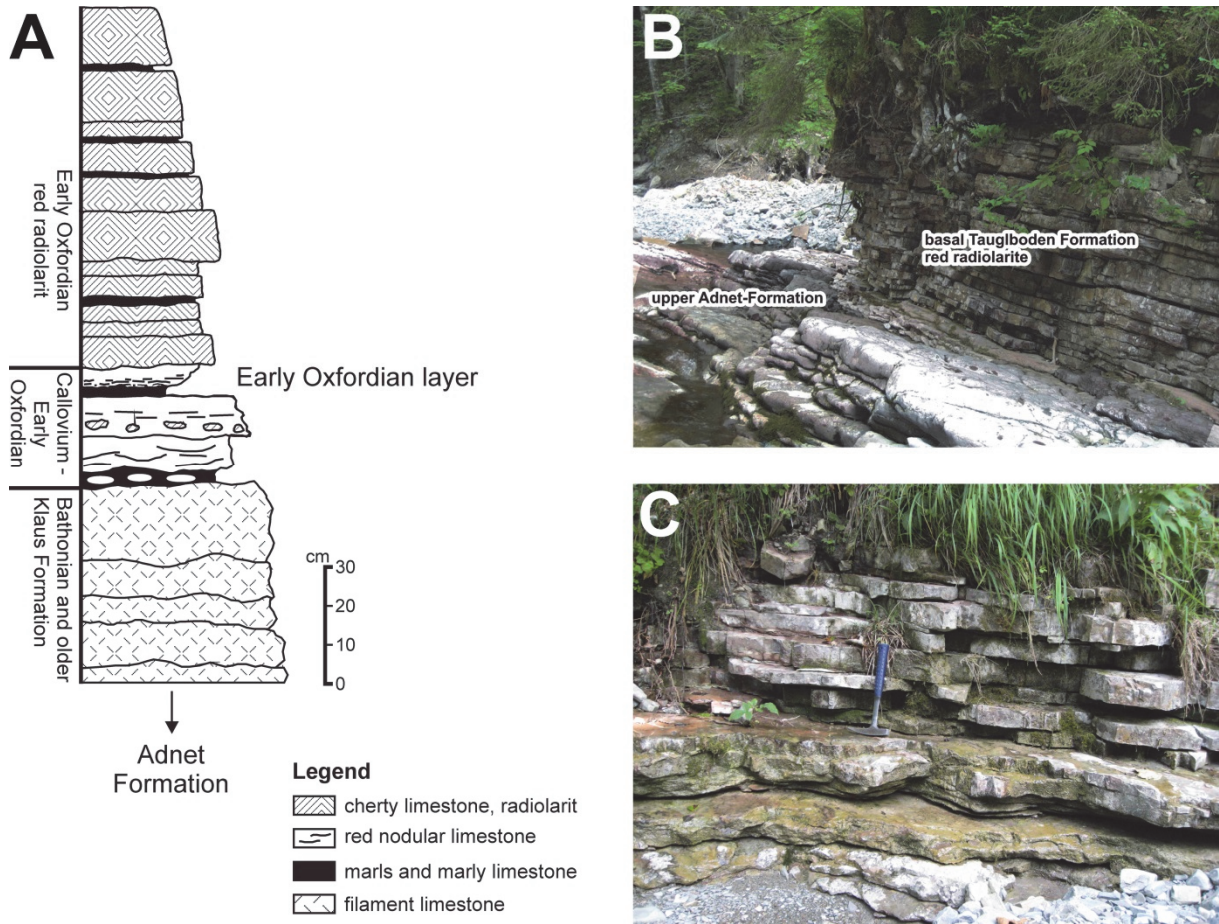 A
Early Oxfordian
red radiolarit
Callovium -
Early
Oxfordian
Bathonian and older
Klaus Formation
Early Oxfordian layer
cm
30
20
10
0
Adnet
Formation
Legend
cherty limestone, radiolarit
red nodular limestone
marls and marly limestone
filament limestone
B
basal Tauglboden Formation
red radiolarite
upper Adnet-Formation
C